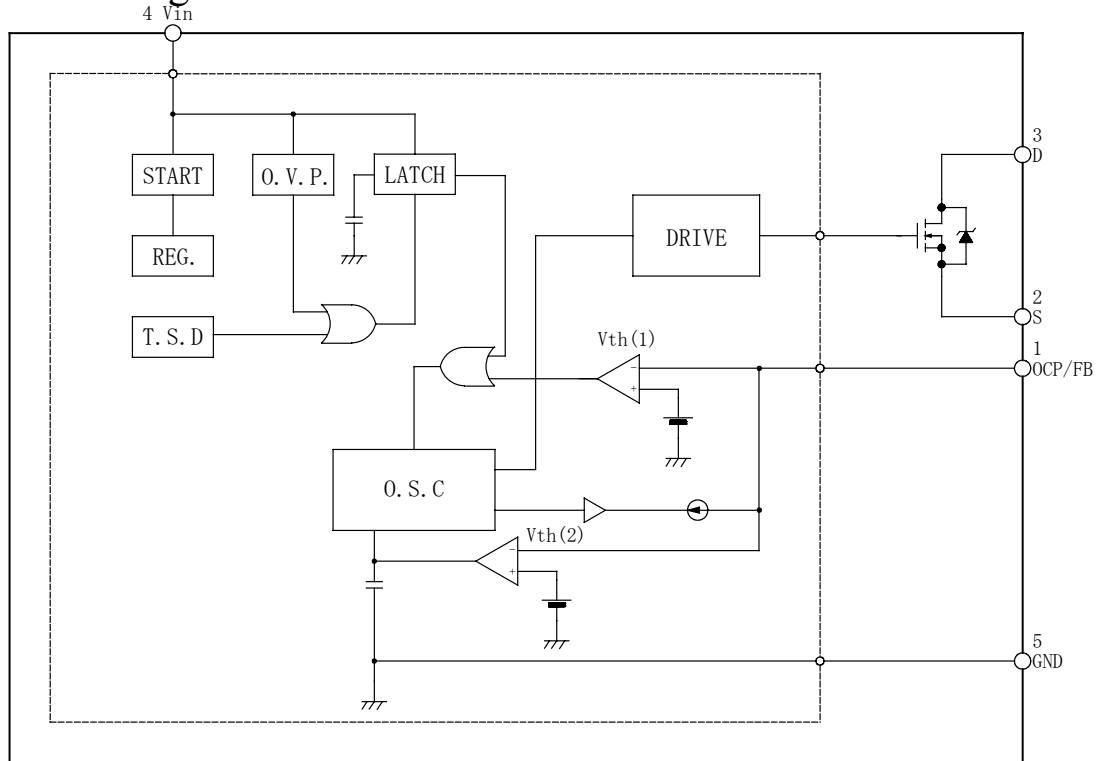 4 Vin
START
O.V.P.
LATCH
REG.
T.S.D
DRIVE
3
D
2
S
1
OCP/FB
Vth(1)
-
+
O.S.C
Vth(2)
-
+
5
GND